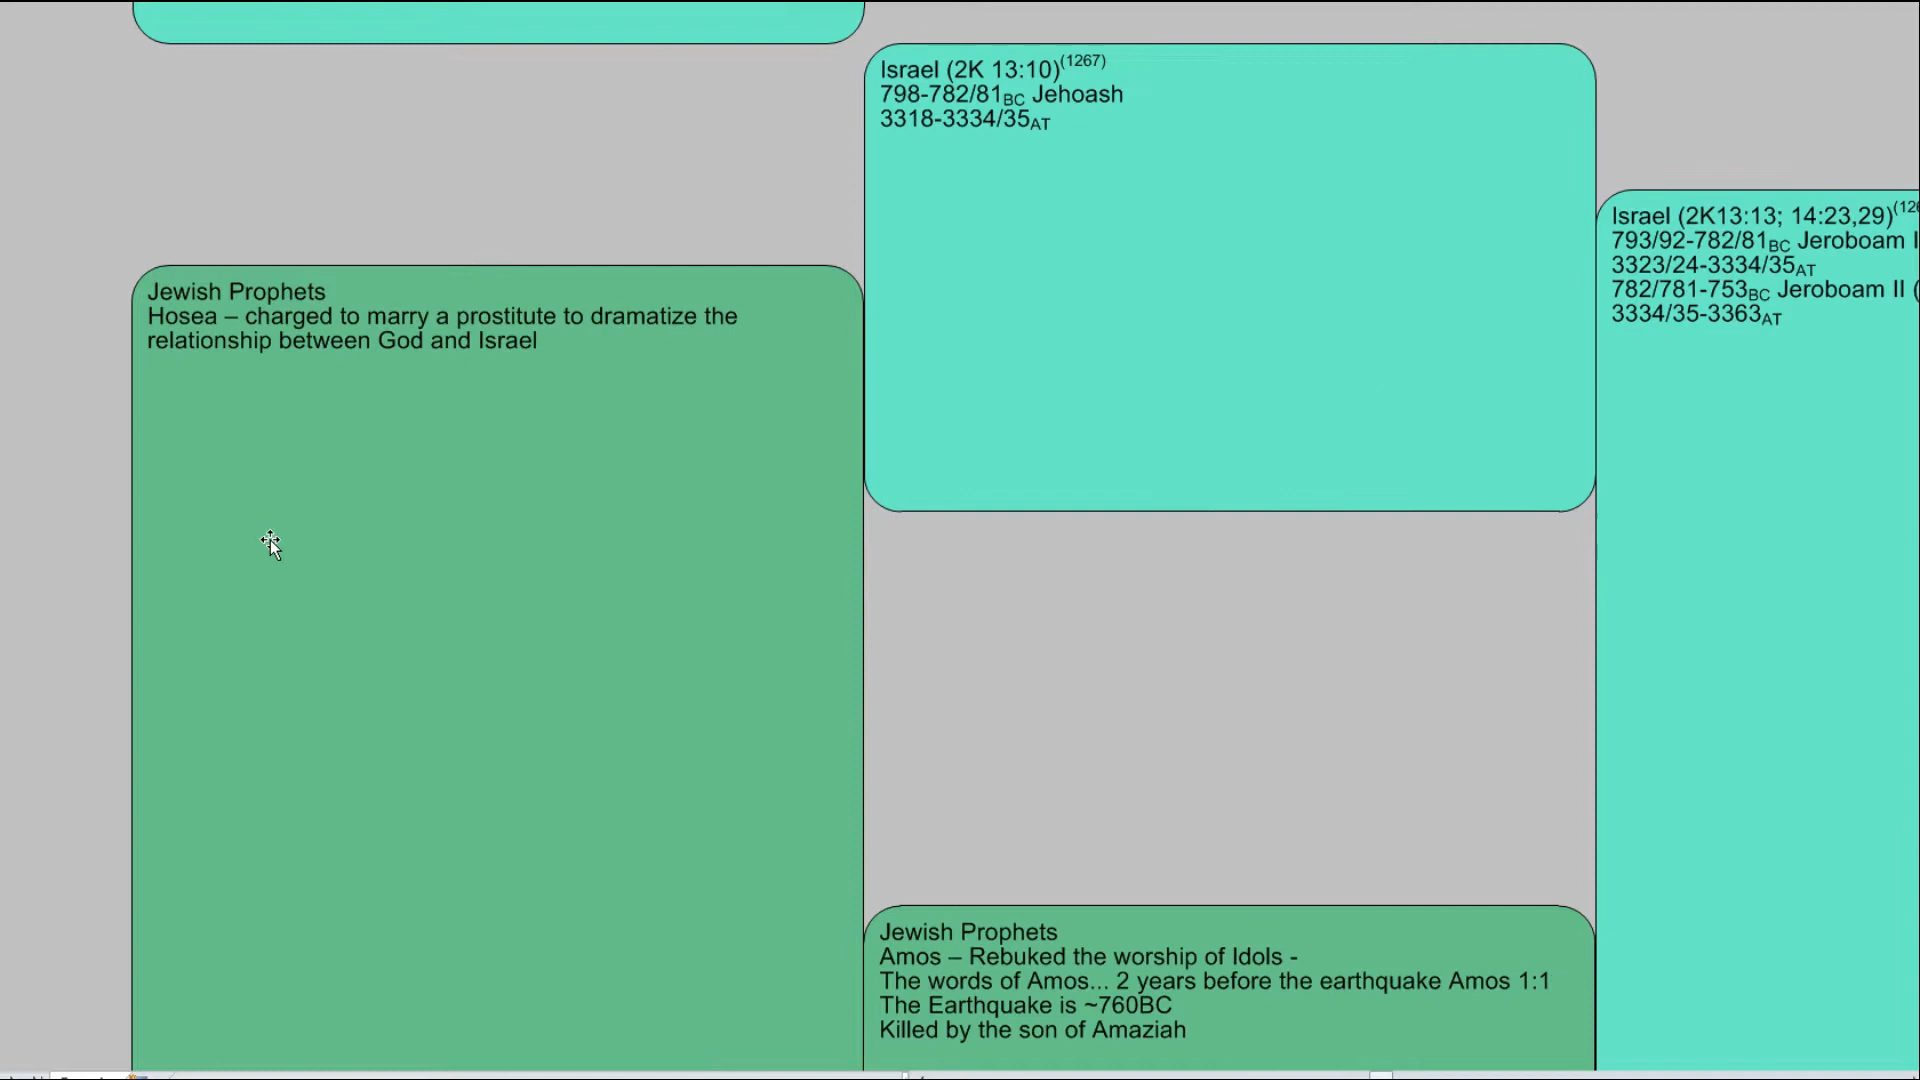 Israel (2K 13:10)(1267)
798-782/81BC Jehoash
3318-3334/35AT
Israel (2K13:13; 14:23,29)
793/92-782/81BC Jeroboam
3323/24-3334/35AT
782/781-753BC Jeroboam II (
3334/35-3363AT
Jewish Prophets
Hosea – charged to marry a prostitute to dramatize the
relationship between God and Israel
Jewish Prophets
Amos – Rebuked the worship of Idols -
The words of Amos... 2 years before the earthquake Amos 1:1
The Earthquake is ~760BC
Killed by the son of Amaziah